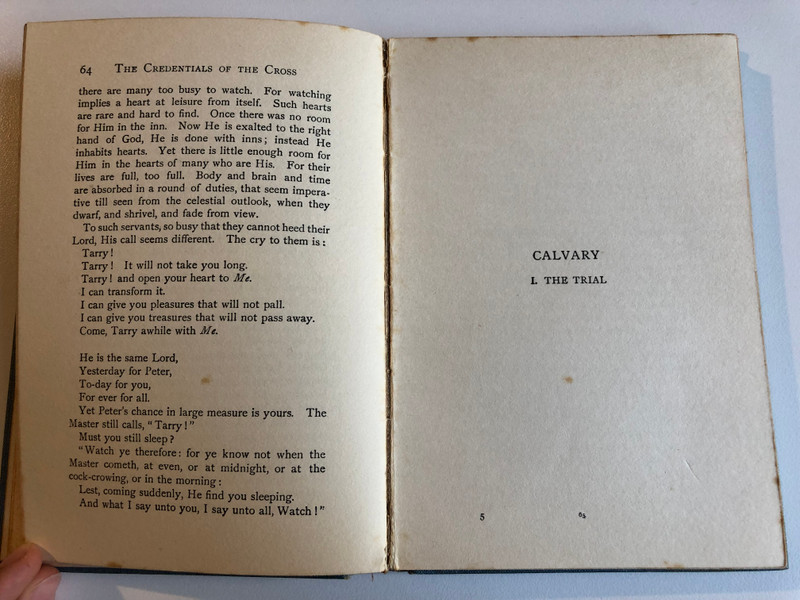 64 THE CREDENTIALS OF THE CROSS
there are many too busy to watch. For watching
implies a heart at leisure from itself. Such hearts
are rare and hard to find. Once there was no room
for Him in the inn. Now He is exalted to the right
hand of God, He is done with inns; instead He
inhabits hearts. Yet there is little enough room for
Him in the hearts of many who are His. For their
lives are full, too full. Body and brain and time
are absorbed in a round of duties, that seem impera-
tive till seen from the celestial outlook, when they
dwarf, and shrivel, and fade from view.
To such servants, so busy that they cannot heed their
Lord, His call seems different. The cry to them is:
Tarry!
Tarry! It will not take you long.
Tarry! and open your heart to Me.
I can transform it.
I can give you pleasures that will not pall.
I can give you treasures that will not pass away.
Come, Tarry awhile with Me.
He is the same Lord,
Yesterday for Peter,
To-day for you,
For ever for all.
Yet Peter's chance in large measure is yours. The
Master still calls, "Tarry!"
Must you still sleep?
"Watch ye therefore: for ye know not when the
Master cometh, at even, or at midnight, or at the
cock-crowing, or in the morning:
Lest, coming suddenly, He find you sleeping.
And what I say unto you, I say unto all, Watch!"
CALVARY
I. THE TRIAL
5 65